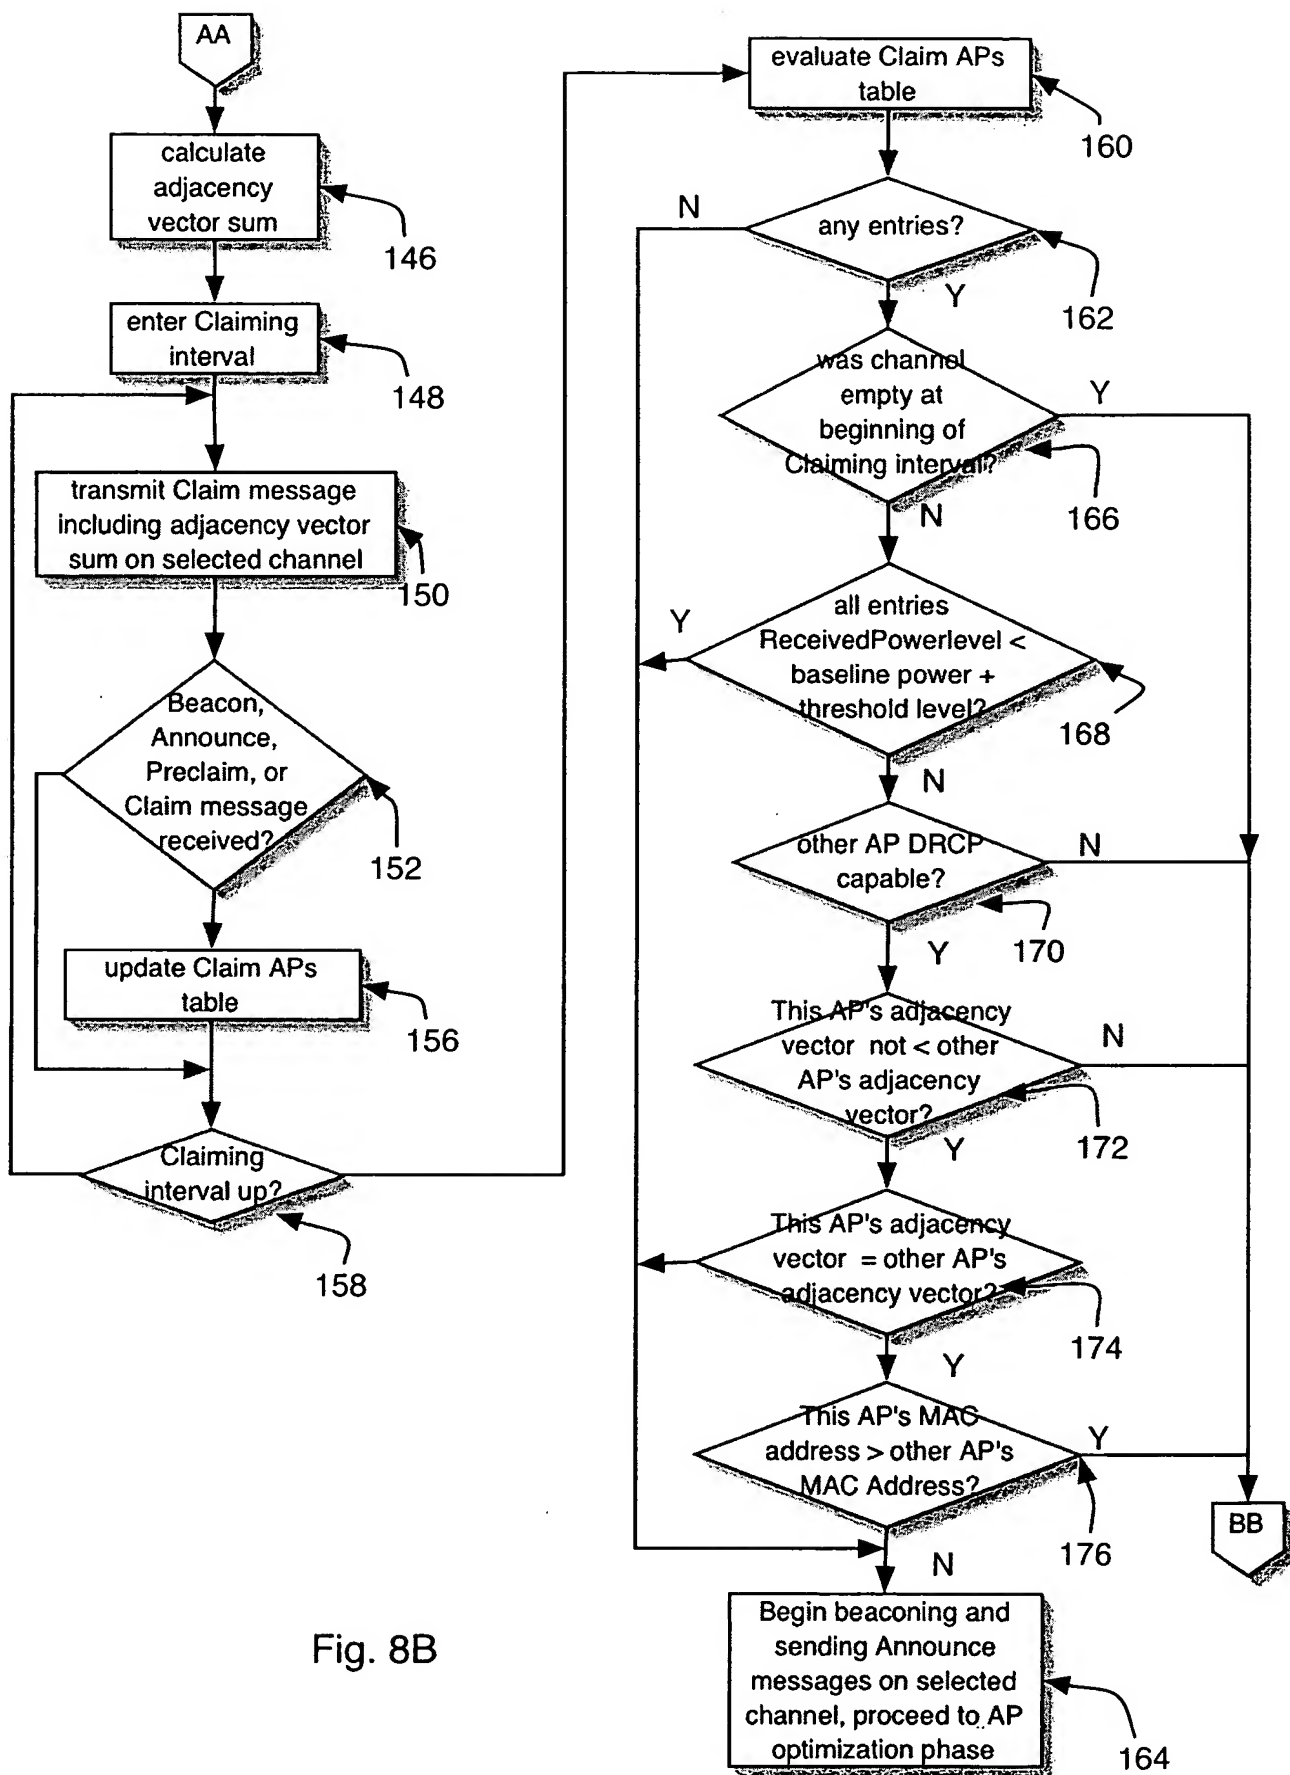 AA
calculate
adjacency
vector sum
146
enter Claiming
interval
148
transmit Claim message
including adjacency vector
sum on selected channel
150
Beacon,
Announce,
Preclaim, or
Claim message
received?
152
update Claim APs
table
156
Claiming
interval up?
158
evaluate Claim APs
table
160
any entries?
N
Y
162
was channel
empty at
beginning of
Claiming interval?
Y
N
166
all entries
ReceivedPowerlevel <
baseline power +
threshold level?
Y
N
168
other AP DRCP
capable?
N
Y
170
This AP's adjacency
vector not < other
AP's adjacency
vector?
N
Y
172
This AP's adjacency
vector = other AP's
adjacency vector?
Y
174
This AP's MAC
address > other AP's
MAC Address?
Y
N
176
BB
Begin beaconing and
sending Announce
messages on selected
channel, proceed to AP
optimization phase
164
Fig. 8B